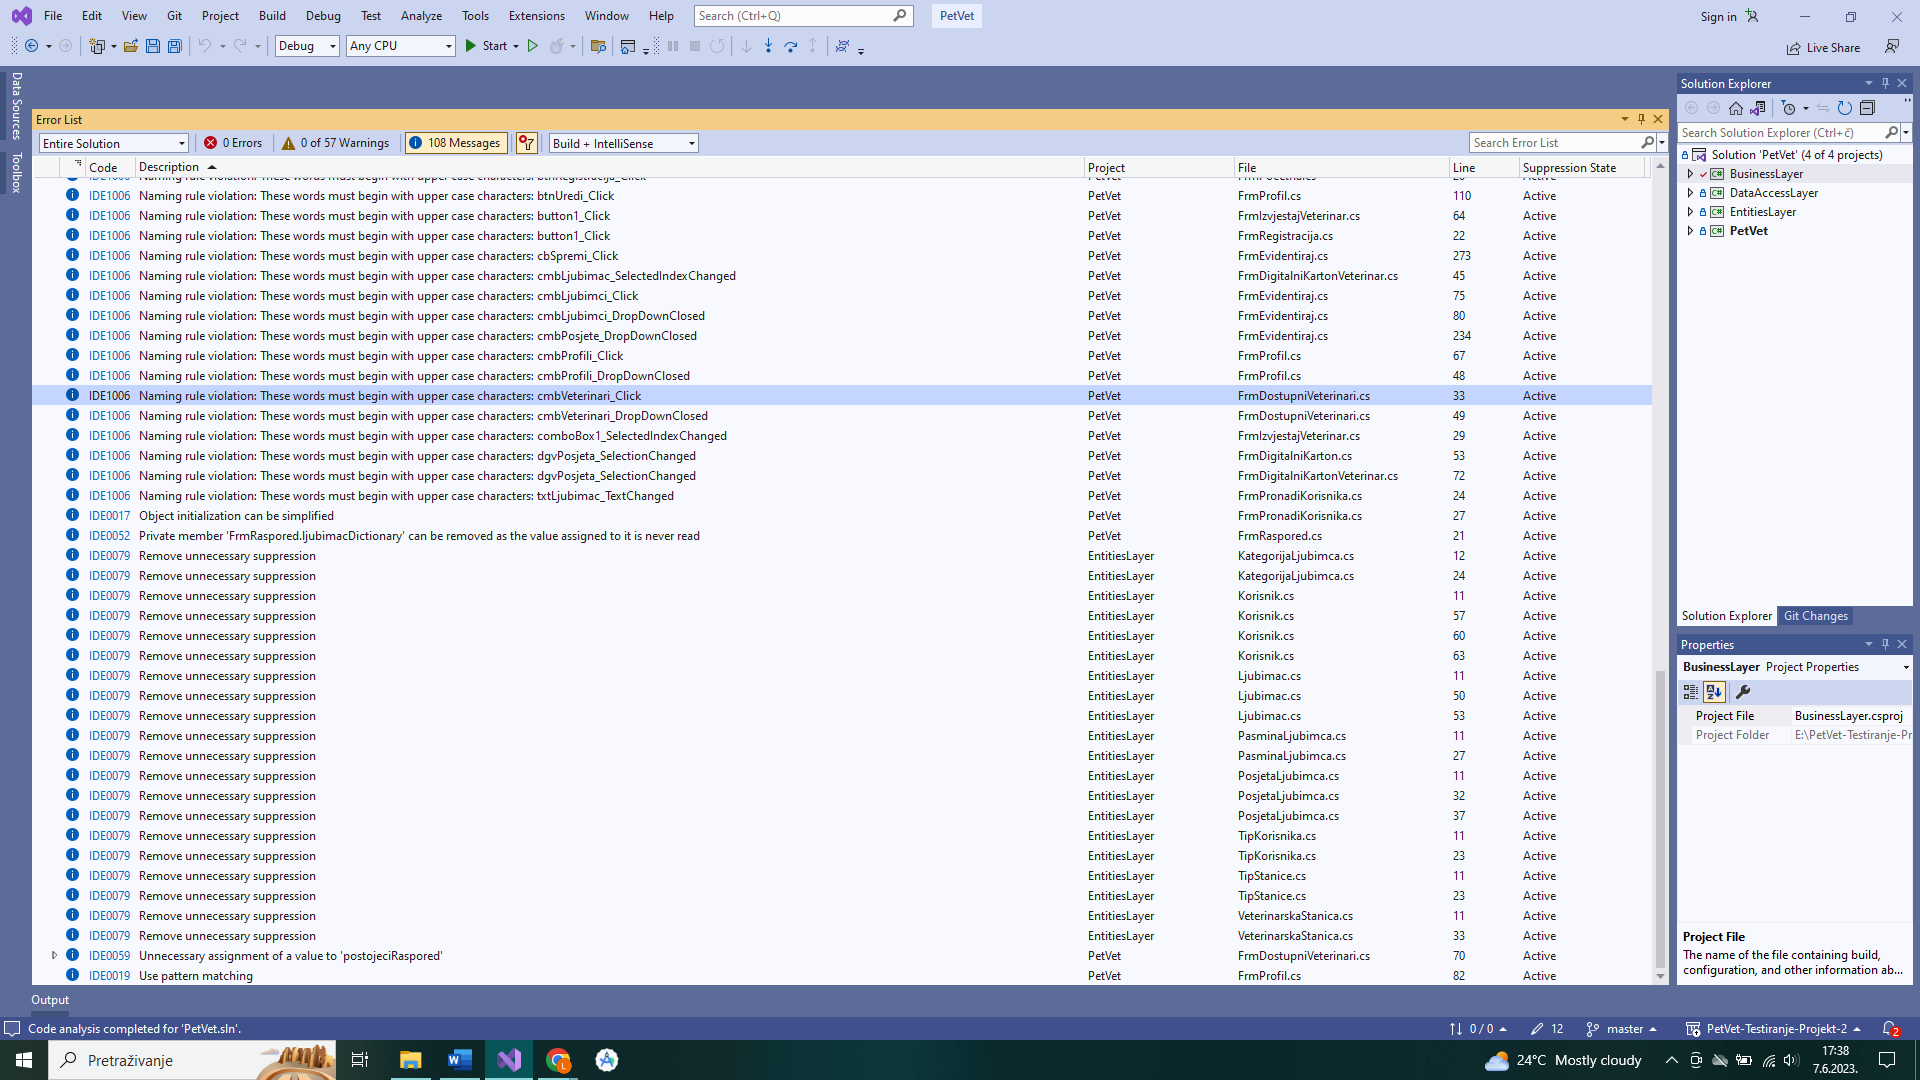 File Edit View Git Project Build Debug Test Analyze Tools Extensions Window Help Search (Ctrl+Q) PetVet Sign in
Debug Any CPU Start Live Share
Data Sources
Toolbox
Error List
Entire Solution 0 Errors 0 of 57 Warnings 108 Messages Build + IntelliSense Search Error List
Code Description Project File Line Suppression State
IDE1006 Naming rule violation: These words must begin with upper case characters: btnUredi_Click PetVet FrmProfil.cs 110 Active
IDE1006 Naming rule violation: These words must begin with upper case characters: button1_Click PetVet FrmIzvjestajVeterinar.cs 64 Active
IDE1006 Naming rule violation: These words must begin with upper case characters: button1_Click PetVet FrmRegistracija.cs 22 Active
IDE1006 Naming rule violation: These words must begin with upper case characters: cbSpremi_Click PetVet FrmEvidentiraj.cs 273 Active
IDE1006 Naming rule violation: These words must begin with upper case characters: cmbLjubimac_SelectedIndexChanged PetVet FrmDigitalniKartonVeterinar.cs 45 Active
IDE1006 Naming rule violation: These words must begin with upper case characters: cmbLjubimci_Click PetVet FrmEvidentiraj.cs 75 Active
IDE1006 Naming rule violation: These words must begin with upper case characters: cmbLjubimci_DropDownClosed PetVet FrmEvidentiraj.cs 80 Active
IDE1006 Naming rule violation: These words must begin with upper case characters: cmbPosjete_DropDownClosed PetVet FrmEvidentiraj.cs 234 Active
IDE1006 Naming rule violation: These words must begin with upper case characters: cmbProfili_Click PetVet FrmProfil.cs 67 Active
IDE1006 Naming rule violation: These words must begin with upper case characters: cmbProfili_DropDownClosed PetVet FrmProfil.cs 48 Active
IDE1006 Naming rule violation: These words must begin with upper case characters: cmbVeterinari_Click PetVet FrmDostupniVeterinari.cs 33 Active
IDE1006 Naming rule violation: These words must begin with upper case characters: cmbVeterinari_DropDownClosed PetVet FrmDostupniVeterinari.cs 49 Active
IDE1006 Naming rule violation: These words must begin with upper case characters: comboBox1_SelectedIndexChanged PetVet FrmIzvjestajVeterinar.cs 29 Active
IDE1006 Naming rule violation: These words must begin with upper case characters: dgvPosjeta_SelectionChanged PetVet FrmDigitalniKarton.cs 53 Active
IDE1006 Naming rule violation: These words must begin with upper case characters: dgvPosjeta_SelectionChanged PetVet FrmDigitalniKartonVeterinar.cs 72 Active
IDE1006 Naming rule violation: These words must begin with upper case characters: txtLjubimac_TextChanged PetVet FrmPronadiKorisnika.cs 24 Active
IDE0017 Object initialization can be simplified PetVet FrmPronadiKorisnika.cs 27 Active
IDE0052 Private member 'FrmRaspored.ljubimacDictionary' can be removed as the value assigned to it is never read PetVet FrmRaspored.cs 21 Active
IDE0079 Remove unnecessary suppression EntitiesLayer KategorijaLjubimca.cs 12 Active
IDE0079 Remove unnecessary suppression EntitiesLayer KategorijaLjubimca.cs 24 Active
IDE0079 Remove unnecessary suppression EntitiesLayer Korisnik.cs 11 Active
IDE0079 Remove unnecessary suppression EntitiesLayer Korisnik.cs 57 Active
IDE0079 Remove unnecessary suppression EntitiesLayer Korisnik.cs 60 Active
IDE0079 Remove unnecessary suppression EntitiesLayer Korisnik.cs 63 Active
IDE0079 Remove unnecessary suppression EntitiesLayer Ljubimac.cs 11 Active
IDE0079 Remove unnecessary suppression EntitiesLayer Ljubimac.cs 50 Active
IDE0079 Remove unnecessary suppression EntitiesLayer Ljubimac.cs 53 Active
IDE0079 Remove unnecessary suppression EntitiesLayer PasminaLjubimca.cs 11 Active
IDE0079 Remove unnecessary suppression EntitiesLayer PasminaLjubimca.cs 27 Active
IDE0079 Remove unnecessary suppression EntitiesLayer PosjetaLjubimca.cs 11 Active
IDE0079 Remove unnecessary suppression EntitiesLayer PosjetaLjubimca.cs 32 Active
IDE0079 Remove unnecessary suppression EntitiesLayer PosjetaLjubimca.cs 37 Active
IDE0079 Remove unnecessary suppression EntitiesLayer TipKorisnika.cs 11 Active
IDE0079 Remove unnecessary suppression EntitiesLayer TipKorisnika.cs 23 Active
IDE0079 Remove unnecessary suppression EntitiesLayer TipStanice.cs 11 Active
IDE0079 Remove unnecessary suppression EntitiesLayer TipStanice.cs 23 Active
IDE0079 Remove unnecessary suppression EntitiesLayer VeterinarskaStanica.cs 11 Active
IDE0079 Remove unnecessary suppression EntitiesLayer VeterinarskaStanica.cs 33 Active
IDE0059 Unnecessary assignment of a value to 'postojeciRaspored' PetVet FrmDostupniVeterinari.cs 70 Active
IDE0019 Use pattern matching PetVet FrmProfil.cs 82 Active
Output
Solution Explorer
Search Solution Explorer (Ctrl+č)
Solution 'PetVet' (4 of 4 projects)
BusinessLayer
DataAccessLayer
EntitiesLayer
PetVet
Solution Explorer Git Changes
Properties
BusinessLayer Project Properties
Project File BusinessLayer.csproj
Project Folder E:\PetVet-Testiranje-Pr
Project File
The name of the file containing build,
configuration, and other information ab...
Code analysis completed for 'PetVet.sln'. 0 / 0 12 master PetVet-Testiranje-Projekt-2 2
Pretraživanje 24°C Mostly cloudy 17:38
7.6.2023.